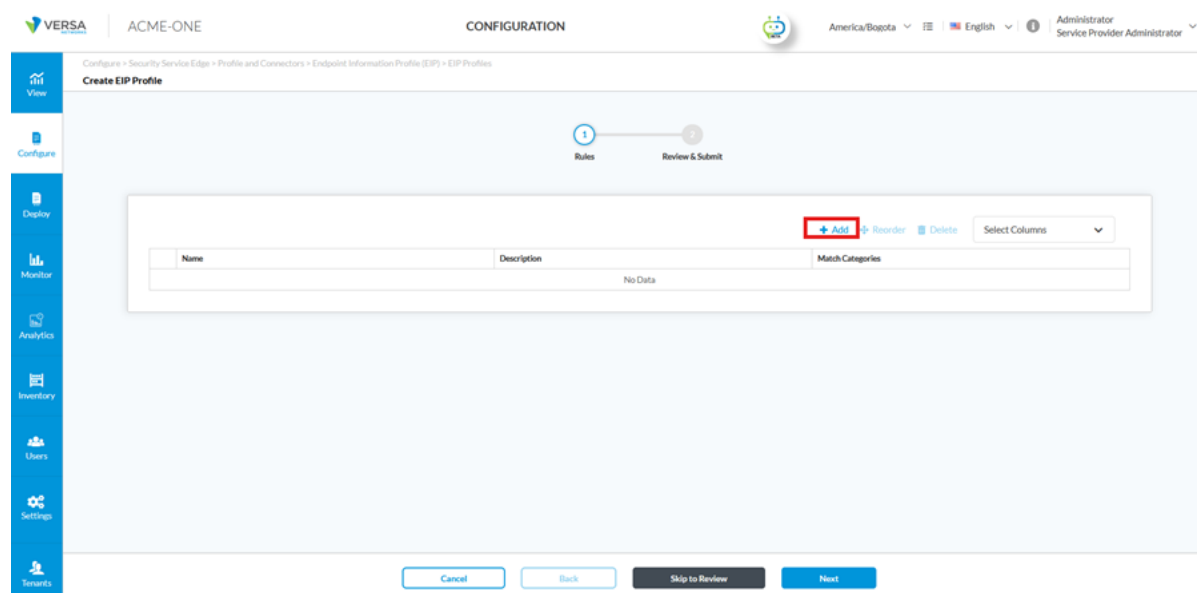 VERSA
NETWORKS
ACME-ONE
CONFIGURATION
America/Bogota
English
Administrator
Service Provider Administrator
Configure > Security Service Edge > Profile and Connectors > Endpoint Information Profile (EIP) > EIP Profiles
Create EIP Profile
View
Configure
Deploy
Monitor
Analytics
Inventory
Users
Settings
Tenants
1
2
Rules
Review & Submit
+ Add
Reorder
Delete
Select Columns
Name
Description
Match Categories
No Data
Cancel
Back
Skip to Review
Next